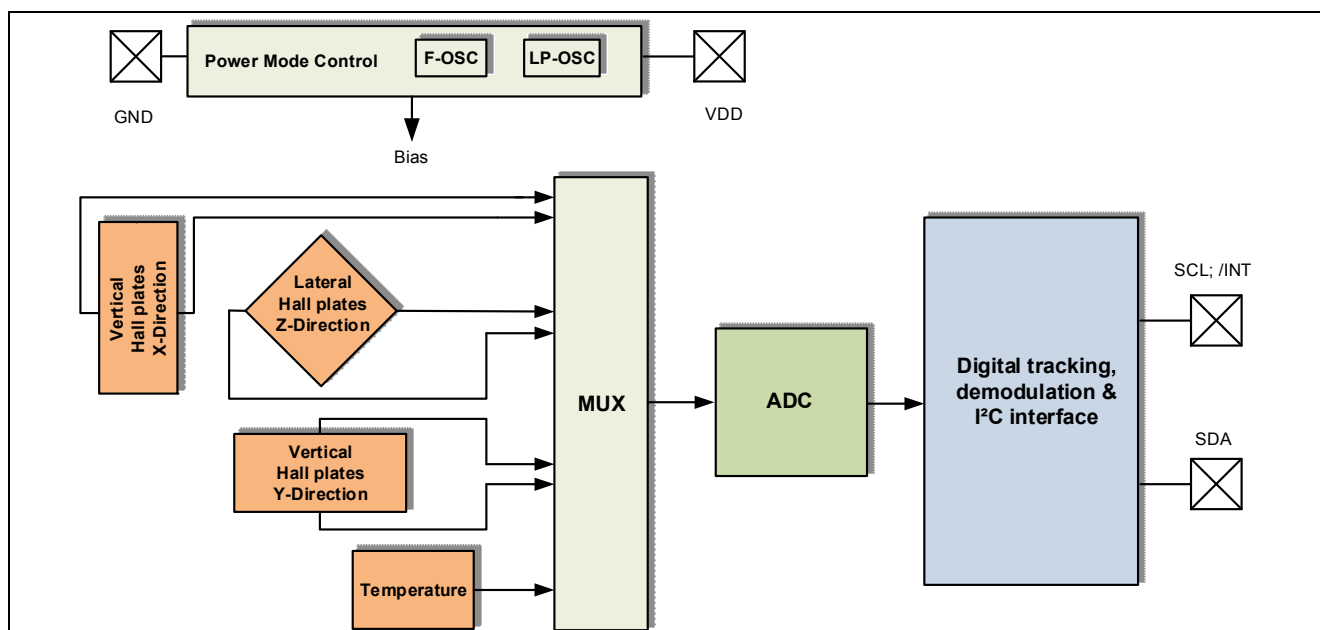 Power Mode Control
F-OSC
LP-OSC
GND
VDD
Bias
Vertical
Hall plates
X-Direction
Lateral
Hall plates
Z-Direction
Vertical
Hall plates
Y-Direction
Temperature
MUX
ADC
Digital tracking,
demodulation &
I²C interface
SCL; /INT
SDA